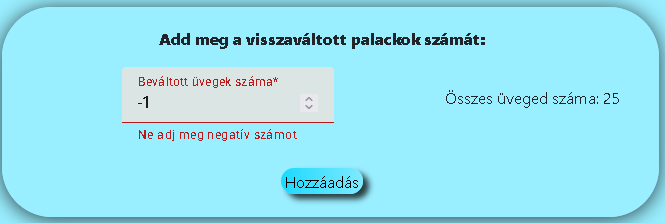 Add meg a visszaváltott palackok számát:
Beváltott üvegek száma*
-1
Összes üveged száma: 25
Ne adj meg negatív számot
Hozzáadás